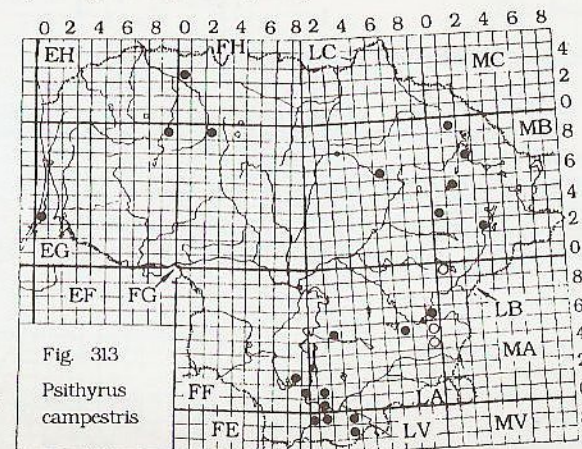 0 2 4 6 8 0 2 4 6 8 0 2 4 6 8 0 2 4 6 8
EH FH LC MC
4
2
0
MB
8
6
4
2
EG 0
EF FG LB 8
6
MA 4
Fig. 313 2
Psithyrus FF LA
campestris
FE LV MV